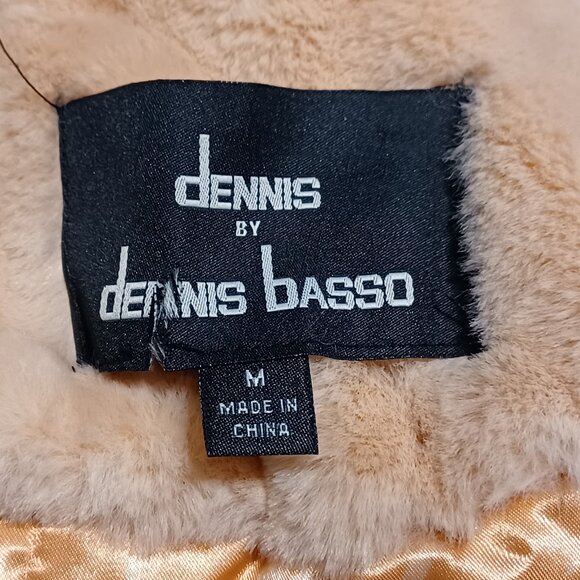 dENNIS
BY
dENNIS bASSO
M
MADE IN
CHINA